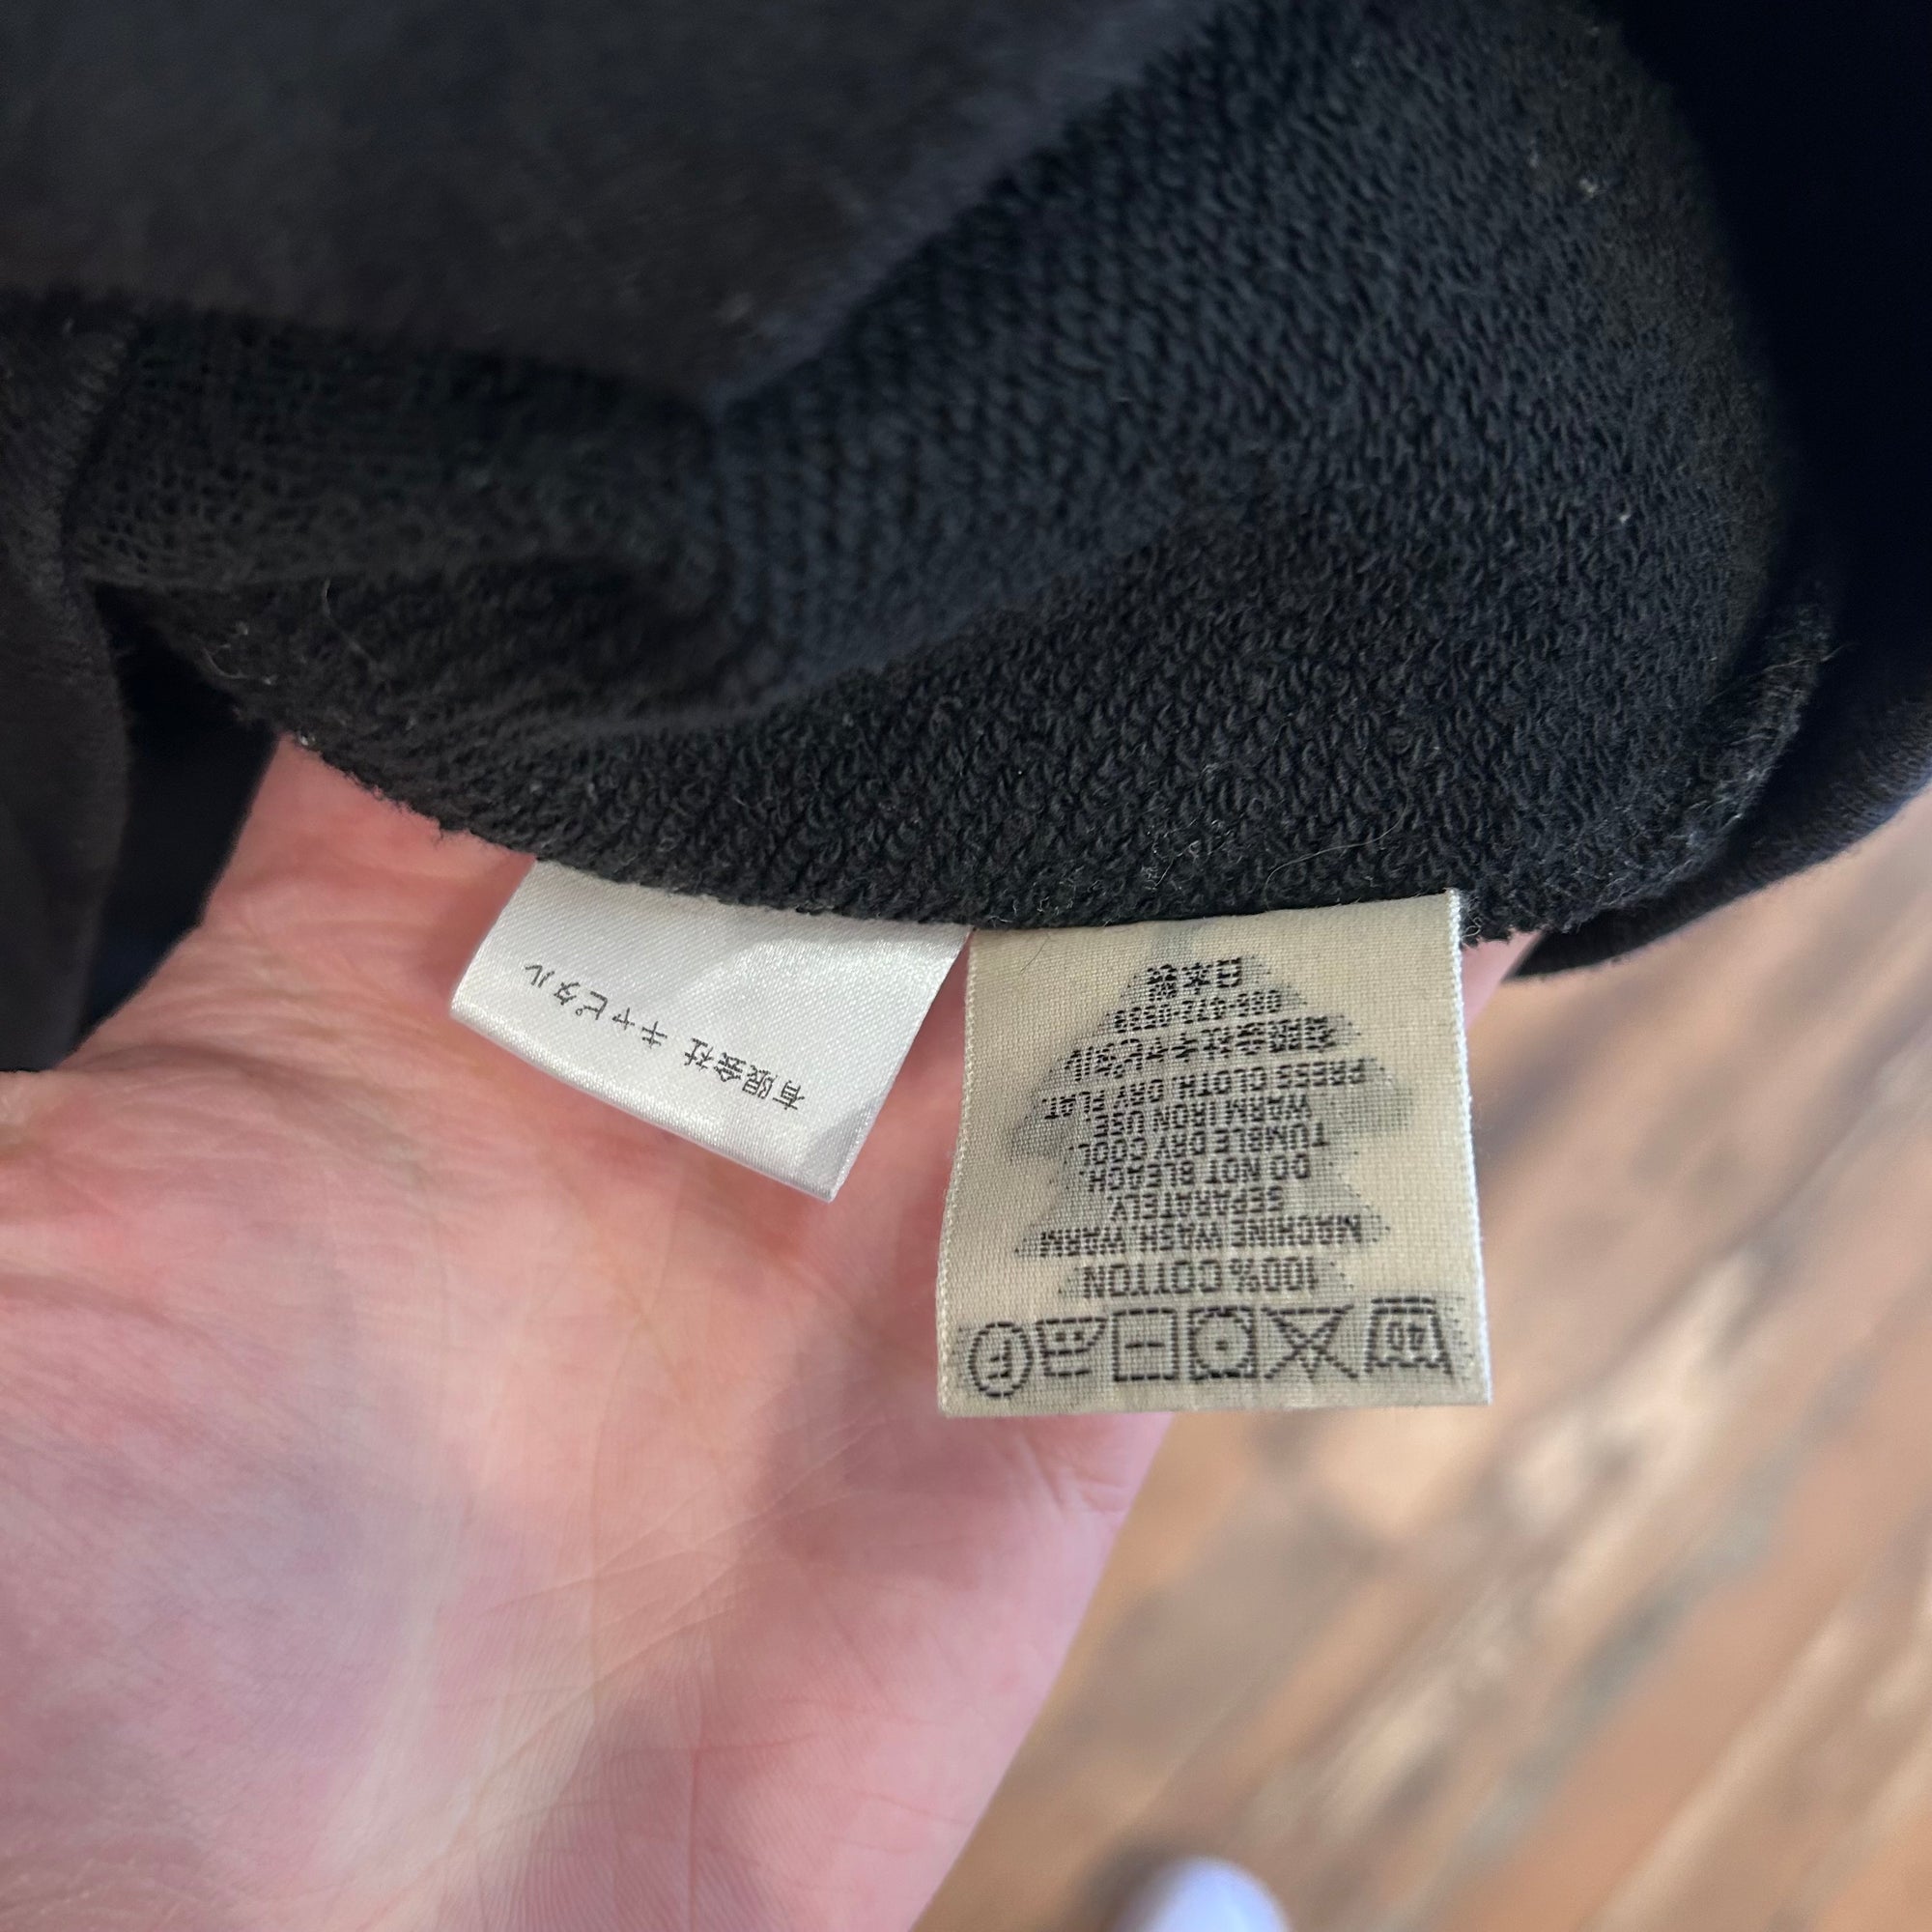 有限会社 キャピタル
40
F
100% COTTON
MACHINE WASH WARM
SEPARATELY.
DO NOT BLEACH.
TUMBLE DRY COOL.
WARM IRON USE.
PRESS CLOTH. DRY FLAT.
有限会社キャピタル
086-472-0539
日本製